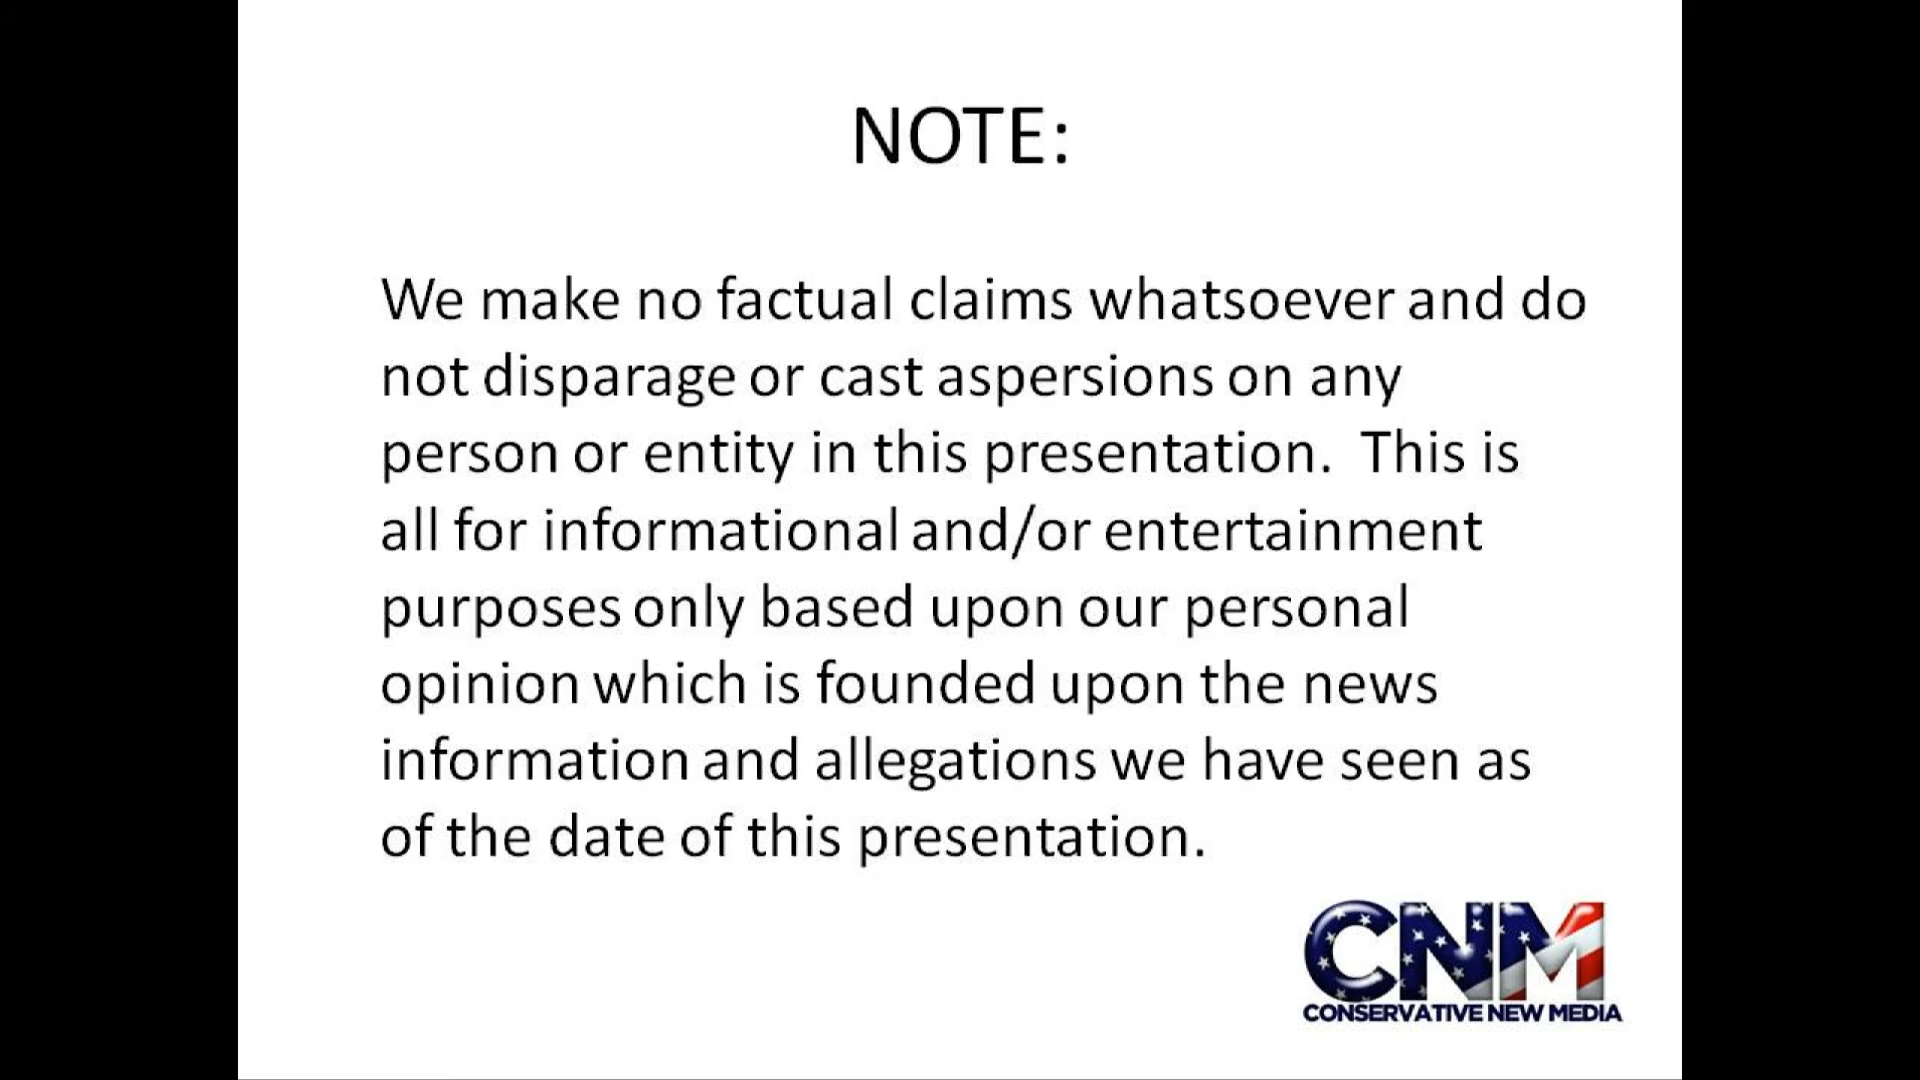 NOTE:
We make no factual claims whatsoever and do
not disparage or cast aspersions on any
person or entity in this presentation.  This is
all for informational and/or entertainment
purposes only based upon our personal
opinion which is founded upon the news
information and allegations we have seen as
of the date of this presentation.
CNM
CONSERVATIVE NEW MEDIA